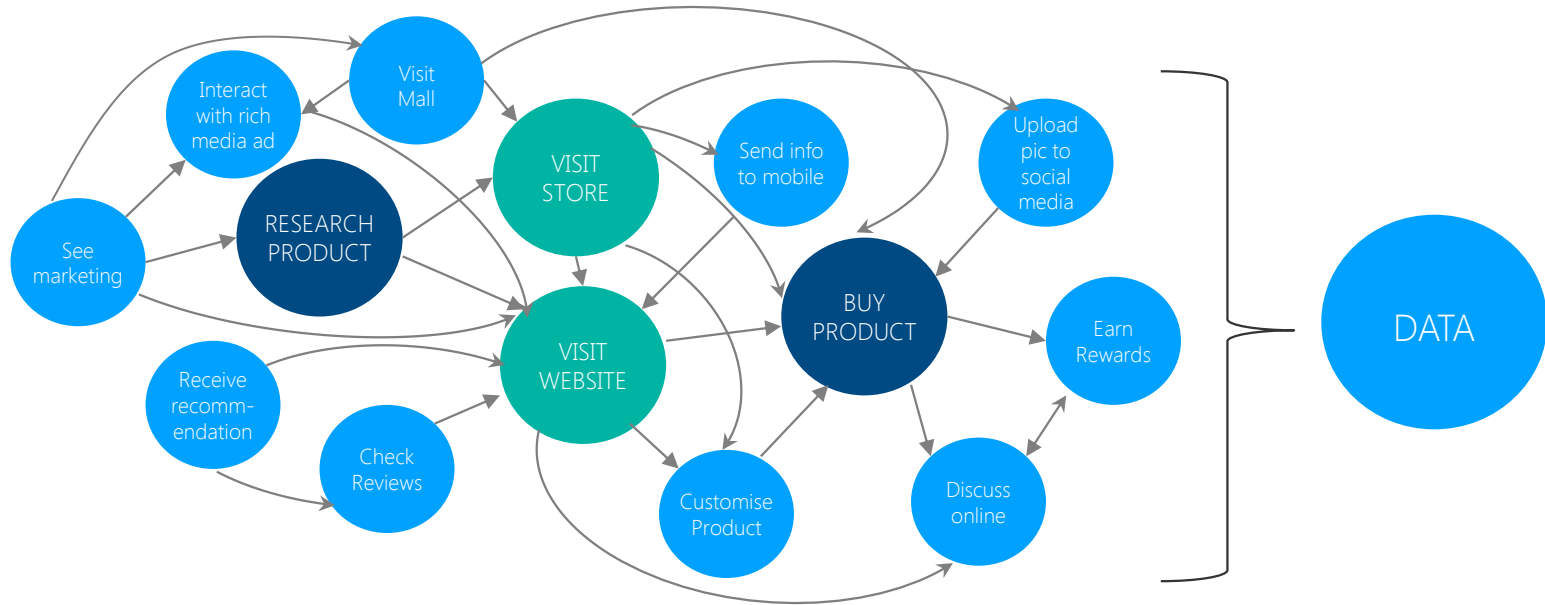 Visit
Mall
Interact
with rich
media ad
VISIT
STORE
Send info
to mobile
Upload
pic to
social
media
RESEARCH
PRODUCT
See
marketing
BUY
PRODUCT
DATA
Earn
Rewards
VISIT
WEBSITE
Receive
recomm-
endation
Check
Reviews
Customise
Product
Discuss
online